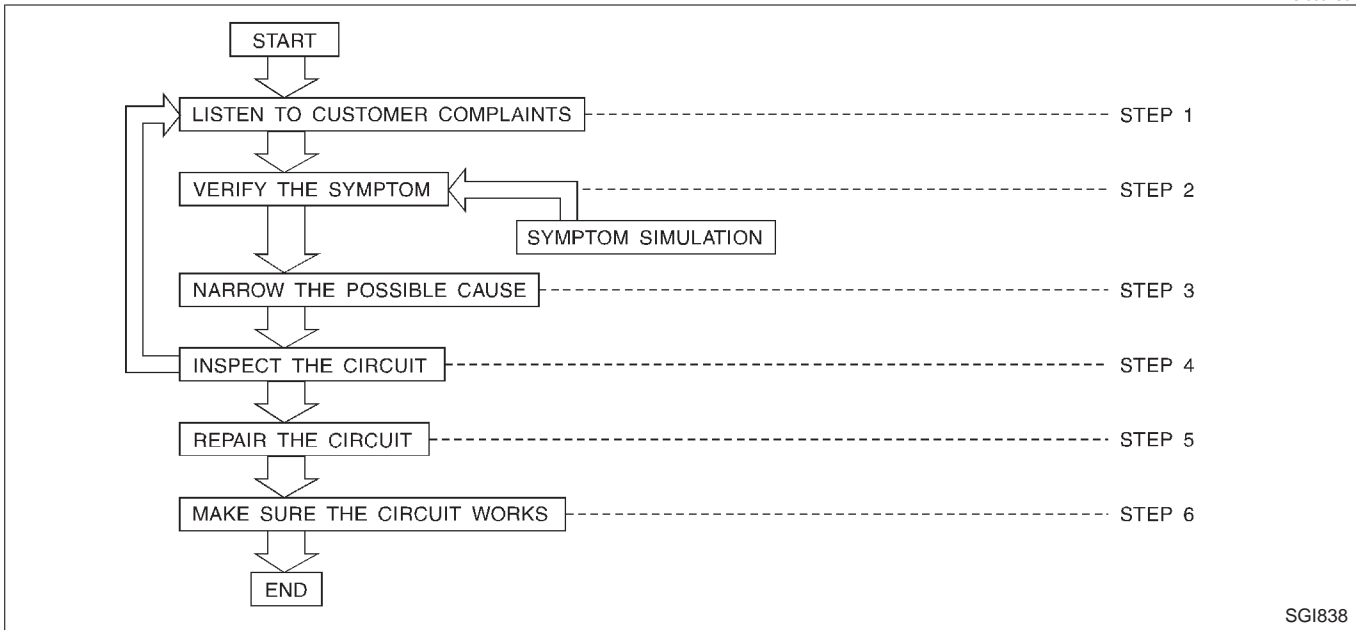 START
LISTEN TO CUSTOMER COMPLAINTS
STEP 1
VERIFY THE SYMPTOM
STEP 2
SYMPTOM SIMULATION
NARROW THE POSSIBLE CAUSE
STEP 3
INSPECT THE CIRCUIT
STEP 4
REPAIR THE CIRCUIT
STEP 5
MAKE SURE THE CIRCUIT WORKS
STEP 6
END
SGI838